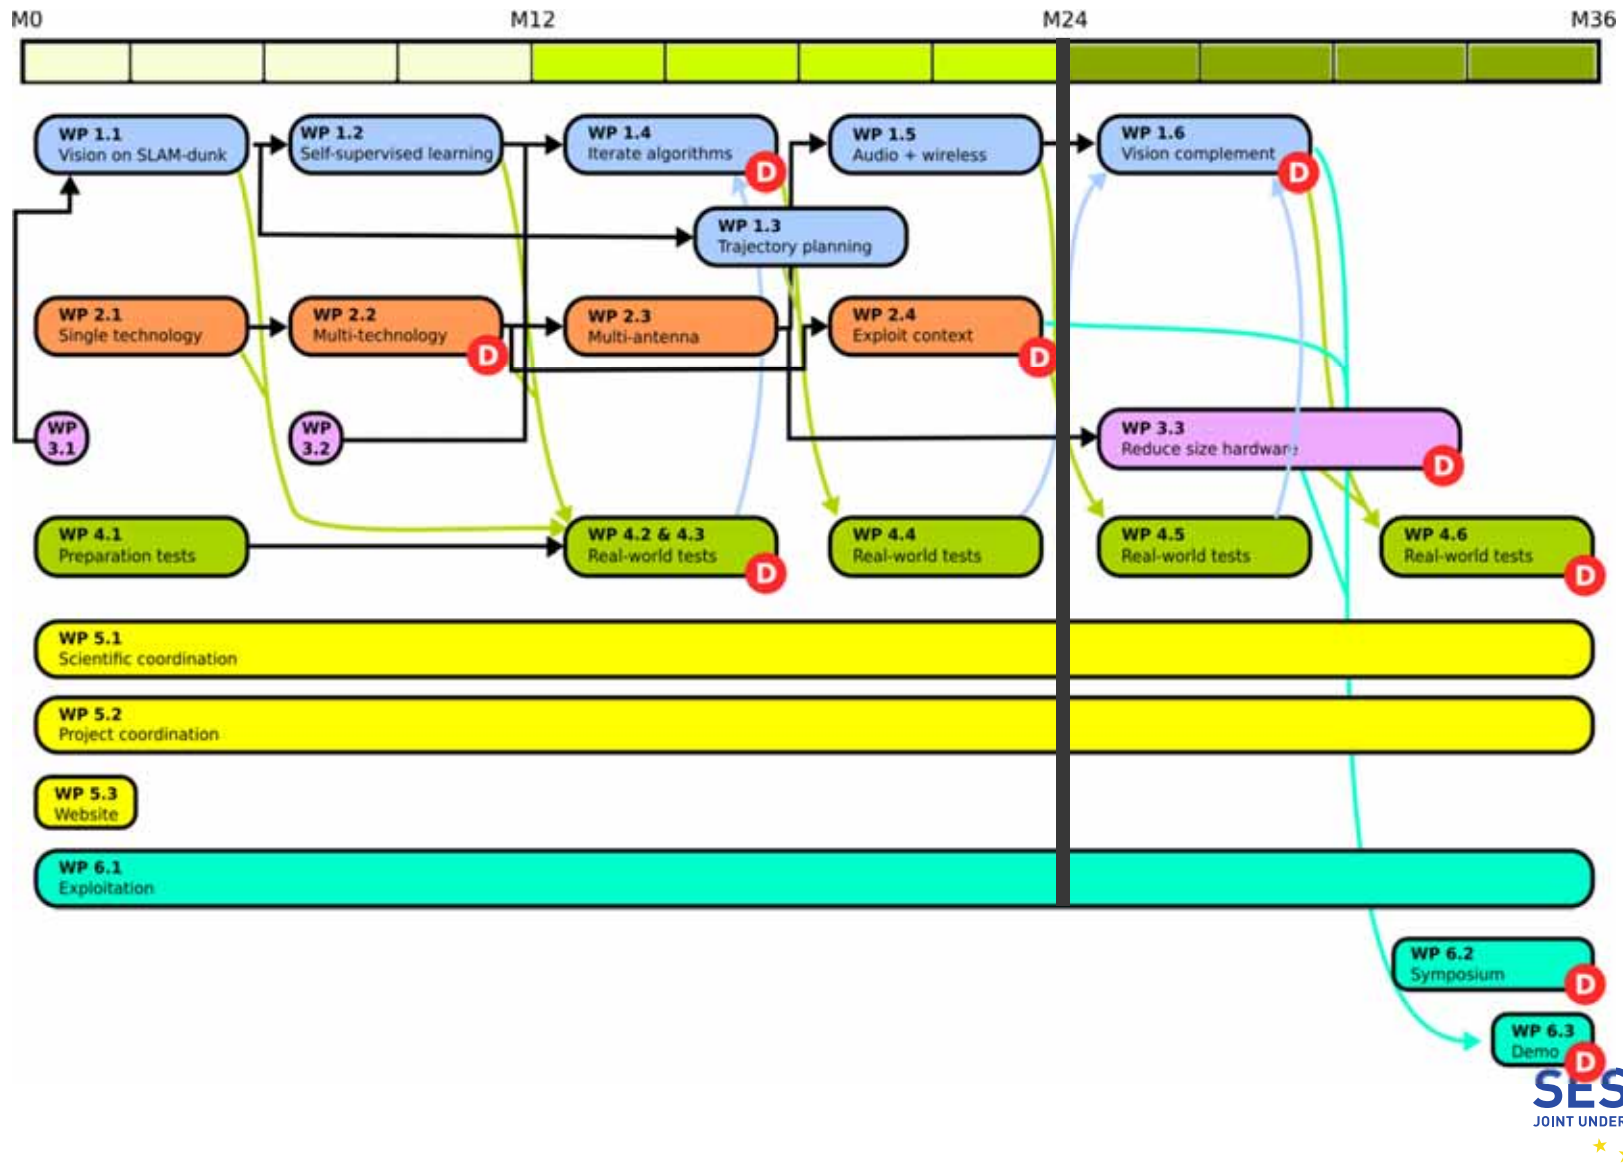 M0 M12 M24 M36
WP 1.1
Vision on SLAM-dunk
WP 1.2
Self-supervised learning
WP 1.4
Iterate algorithms
D
WP 1.5
Audio + wireless
WP 1.6
Vision complement
D
WP 1.3
Trajectory planning
WP 2.1
Single technology
WP 2.2
Multi-technology
D
WP 2.3
Multi-antenna
WP 2.4
Exploit context
D
WP
3.1
WP
3.2
WP 3.3
Reduce size hardware
D
WP 4.1
Preparation tests
WP 4.2 & 4.3
Real-world tests
D
WP 4.4
Real-world tests
WP 4.5
Real-world tests
WP 4.6
Real-world tests
D
WP 5.1
Scientific coordination
WP 5.2
Project coordination
WP 5.3
Website
WP 6.1
Exploitation
WP 6.2
Symposium
D
WP 6.3
Demo
D
SES
JOINT UNDER